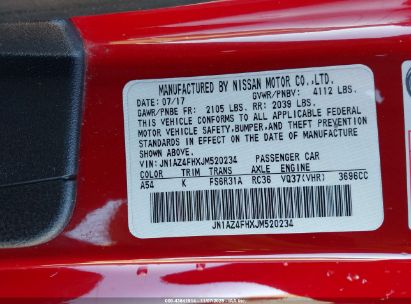 MANUFACTURED BY NISSAN MOTOR CO.,LTD.
DATE: 07/17 GVWR/PNBV: 4112 LBS.
GAWR/PNBE FR: 2105 LBS. RR: 2039 LBS.
THIS VEHICLE CONFORMS TO ALL APPLICABLE FEDERAL
MOTOR VEHICLE SAFETY,BUMPER,AND THEFT PREVENTION
STANDARDS IN EFFECT ON THE DATE OF MANUFACTURE
SHOWN ABOVE.
VIN: JN1AZ4FHXJM520234 PASSENGER CAR
COLOR TRIM TRANS AXLE ENGINE
A54 K FS6R31A RC36 VQ37(VHR) 3696CC
JN1AZ4FHXJM520234